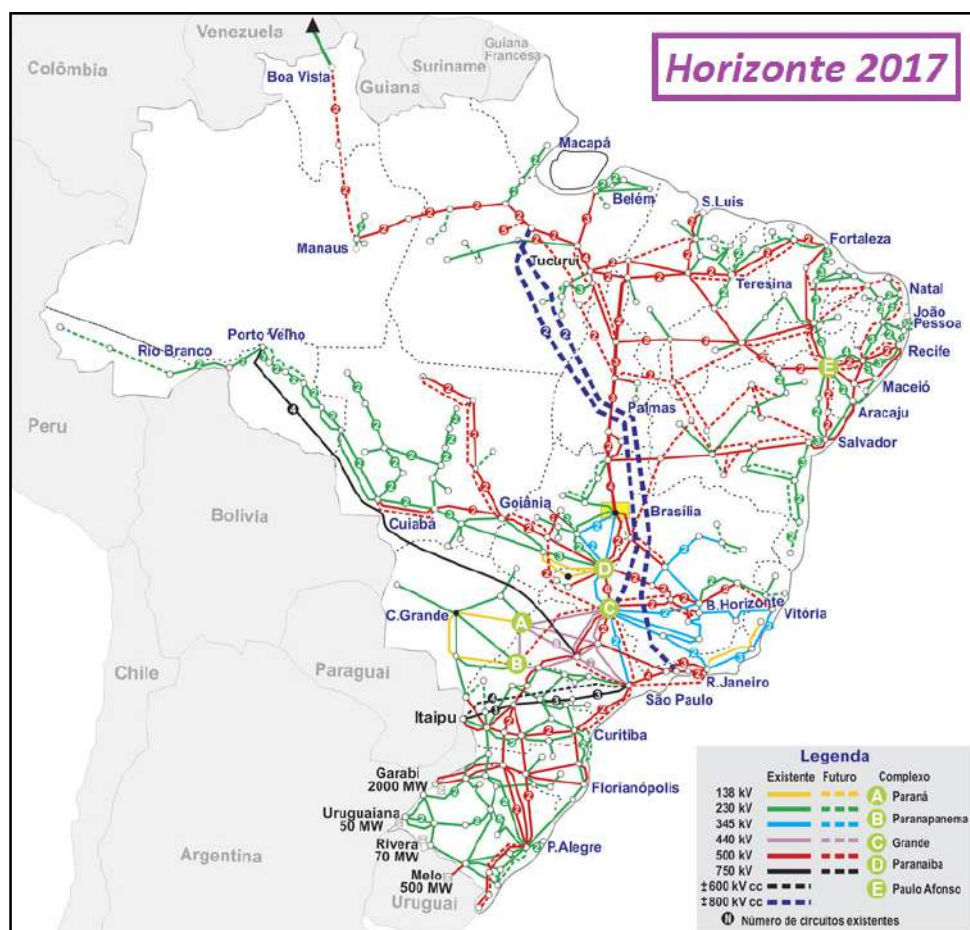 Horizonte 2017
Venezuela
Guiana
Francesa
Suriname
Guiana
Colômbia
Boa Vista
Macapá
Belém
S.Luis
Fortaleza
Manaus
Tucuruí
Teresina
Natal
João
Pessoa
Recife
Porto Velho
Rio Branco
E
Maceió
Palmas
Aracaju
Salvador
Peru
Bolivia
Cuiabá
Goiânia
Brasília
D
C.Grande
A
C
B.Horizonte
Vitória
B
Chile
Paraguai
R.Janeiro
São Paulo
Itaipu
Curitiba
Garabi
2000 MW
Florianópolis
Uruguaiana
50 MW
Rivera
70 MW
P.Alegre
Melo
500 MW
Argentina
Uruguai
Legenda
Existente Futuro Complexo
138 kV A Paraná
230 kV B Paranapanema
345 kV
440 kV C Grande
500 kV D Paranaíba
750 kV
±600 kV cc E Paulo Afonso
±800 kV cc
N Número de circuitos existentes